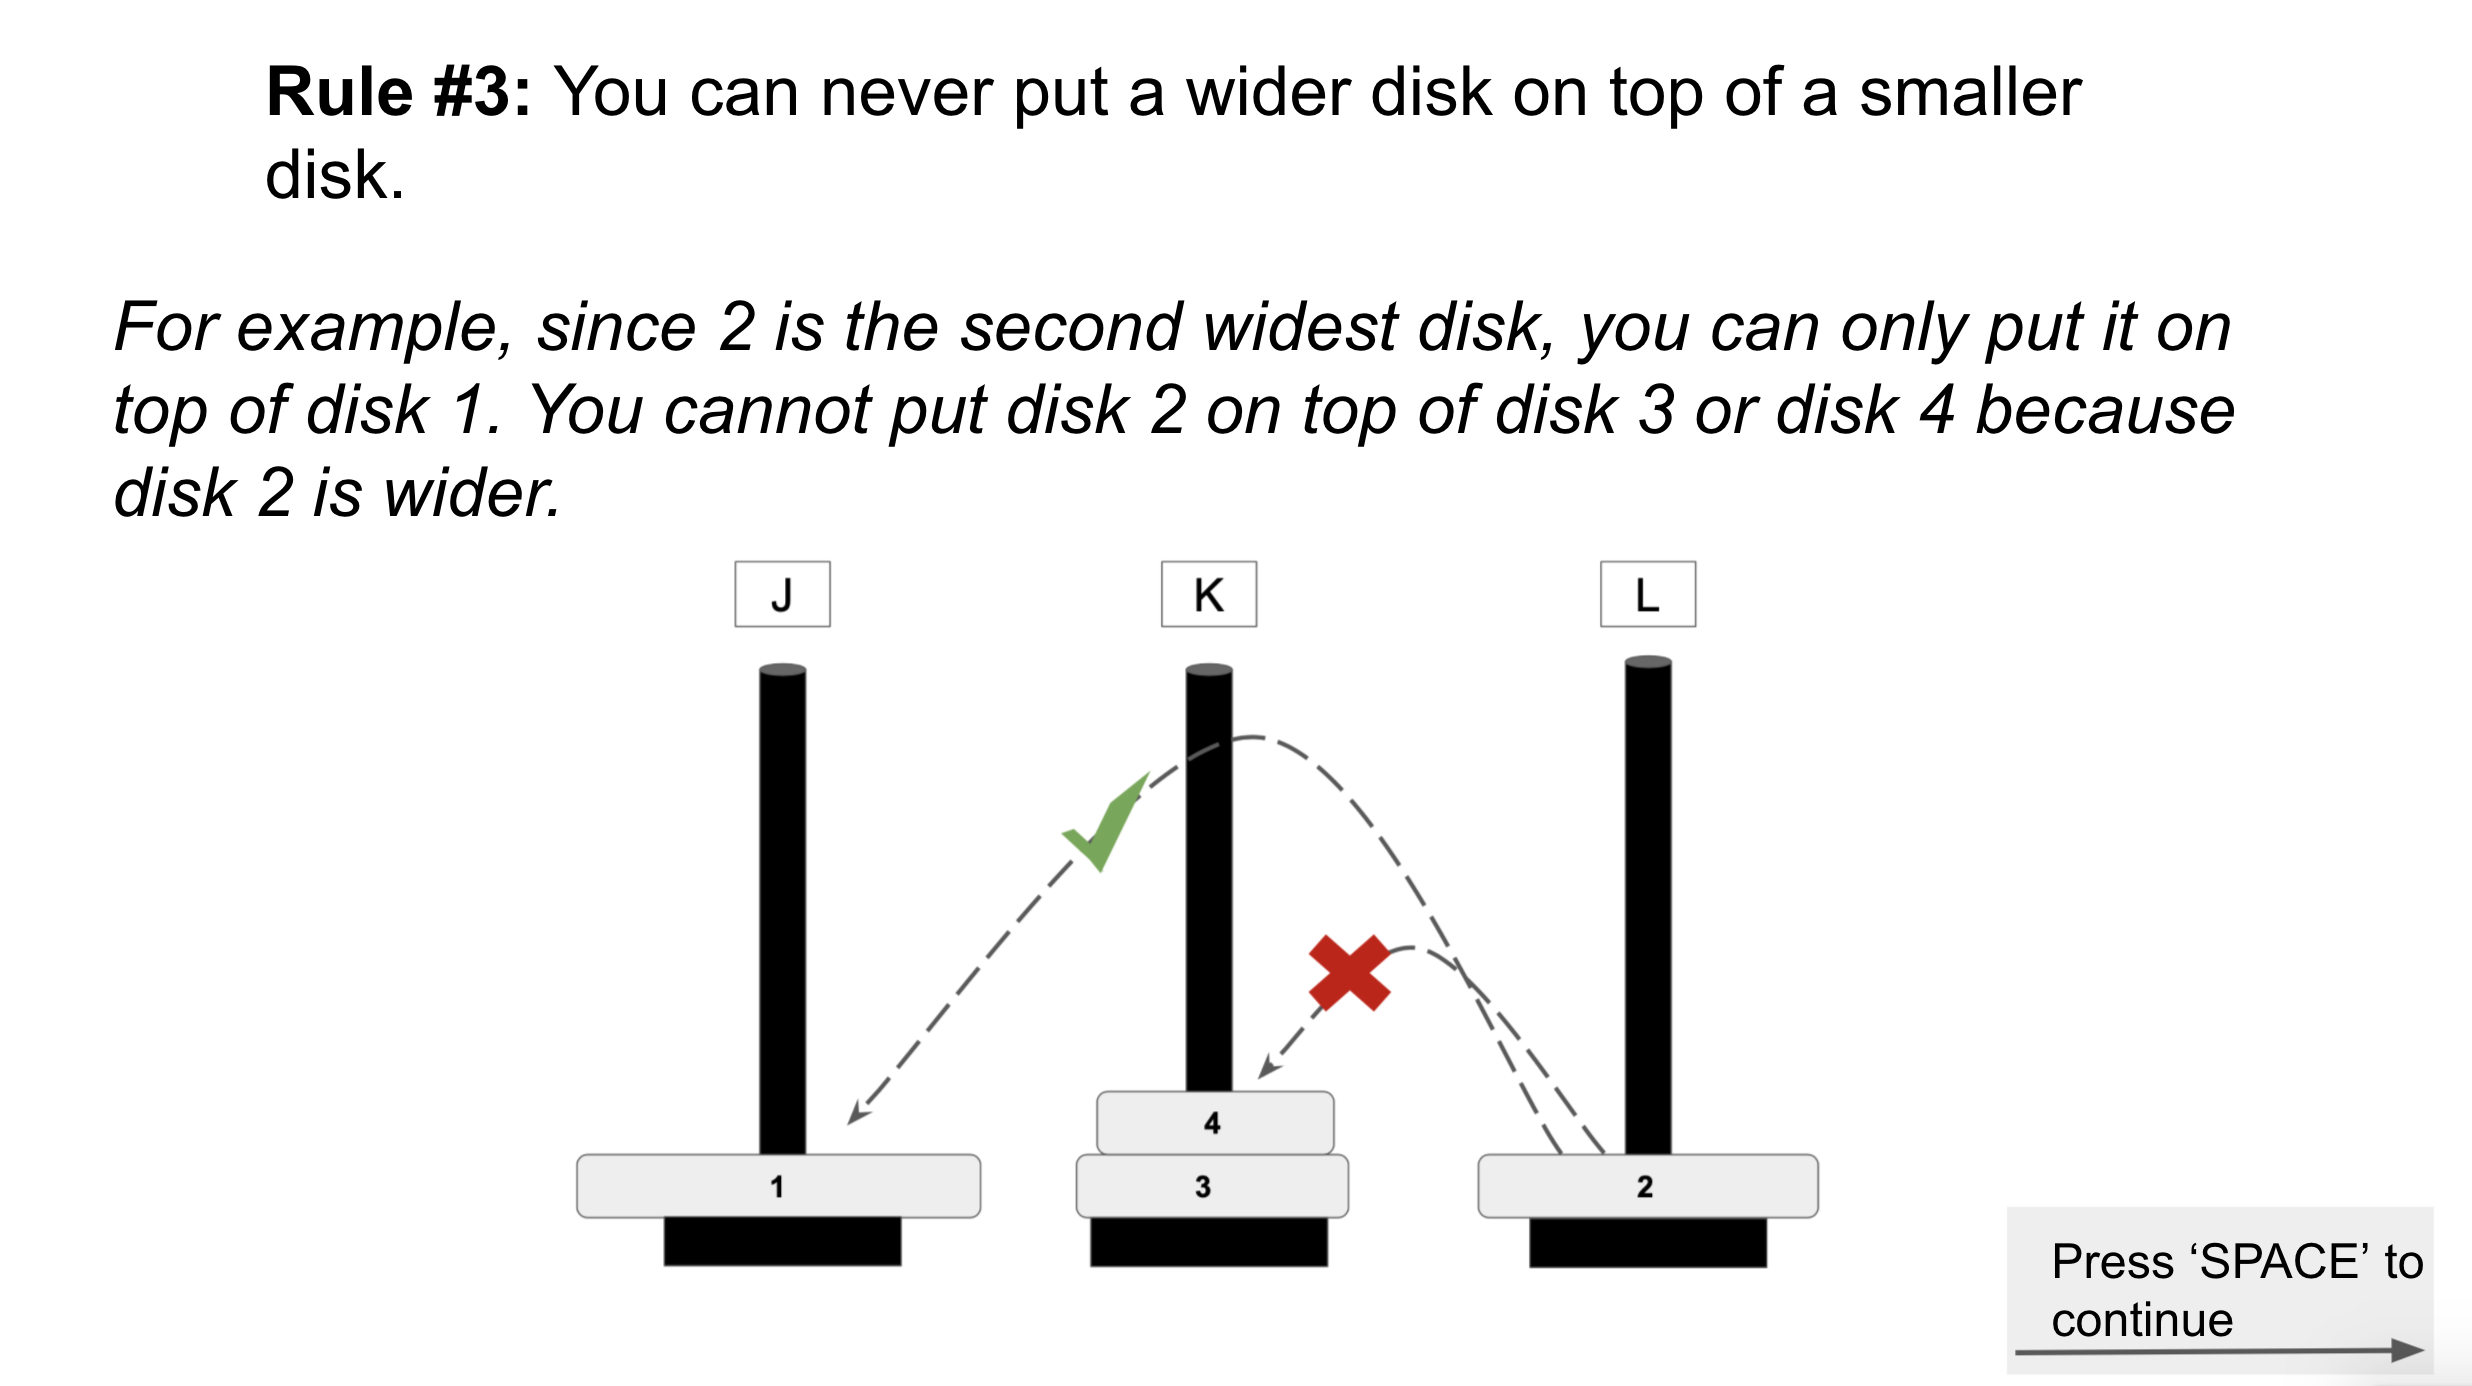 Rule #3: You can never put a wider disk on top of a smaller
disk.
For example, since 2 is the second widest disk, you can only put it on
top of disk 1. You cannot put disk 2 on top of disk 3 or disk 4 because
disk 2 is wider.
J K L
4
1 3 2
Press ‘SPACE’ to
continue